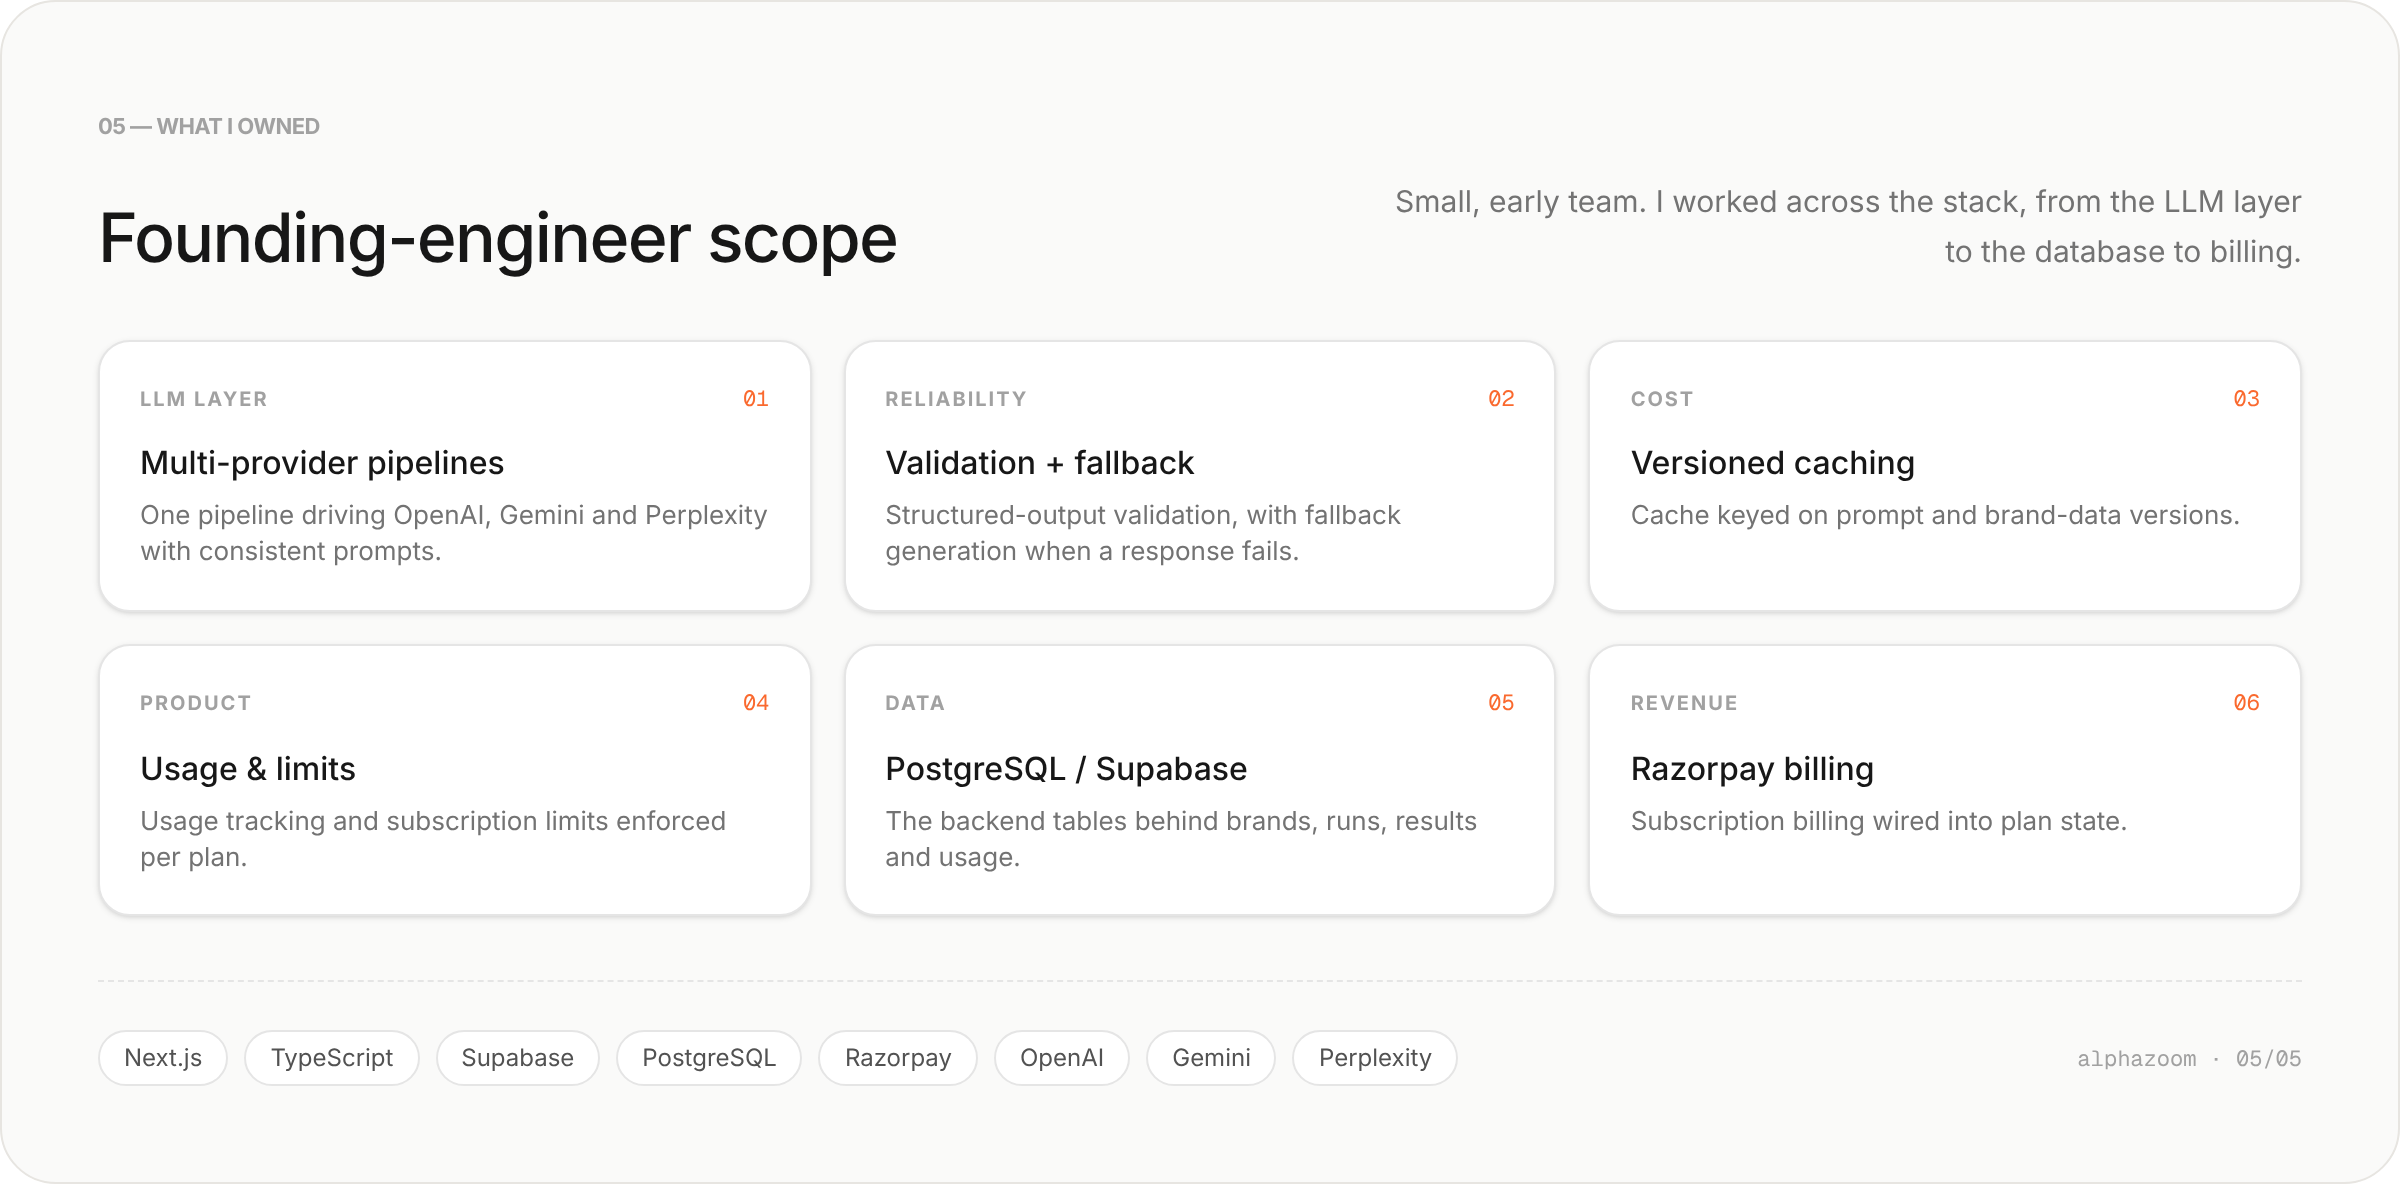 05 — WHAT I OWNED
Founding-engineer scope
Small, early team. I worked across the stack, from the LLM layer
to the database to billing.
LLM LAYER
01
Multi-provider pipelines
One pipeline driving OpenAI, Gemini and Perplexity
with consistent prompts.
RELIABILITY
02
Validation + fallback
Structured-output validation, with fallback
generation when a response fails.
COST
03
Versioned caching
Cache keyed on prompt and brand-data versions.
PRODUCT
04
Usage & limits
Usage tracking and subscription limits enforced
per plan.
DATA
05
PostgreSQL / Supabase
The backend tables behind brands, runs, results
and usage.
REVENUE
06
Razorpay billing
Subscription billing wired into plan state.
Next.js
TypeScript
Supabase
PostgreSQL
Razorpay
OpenAI
Gemini
Perplexity
alphazoom · 05/05